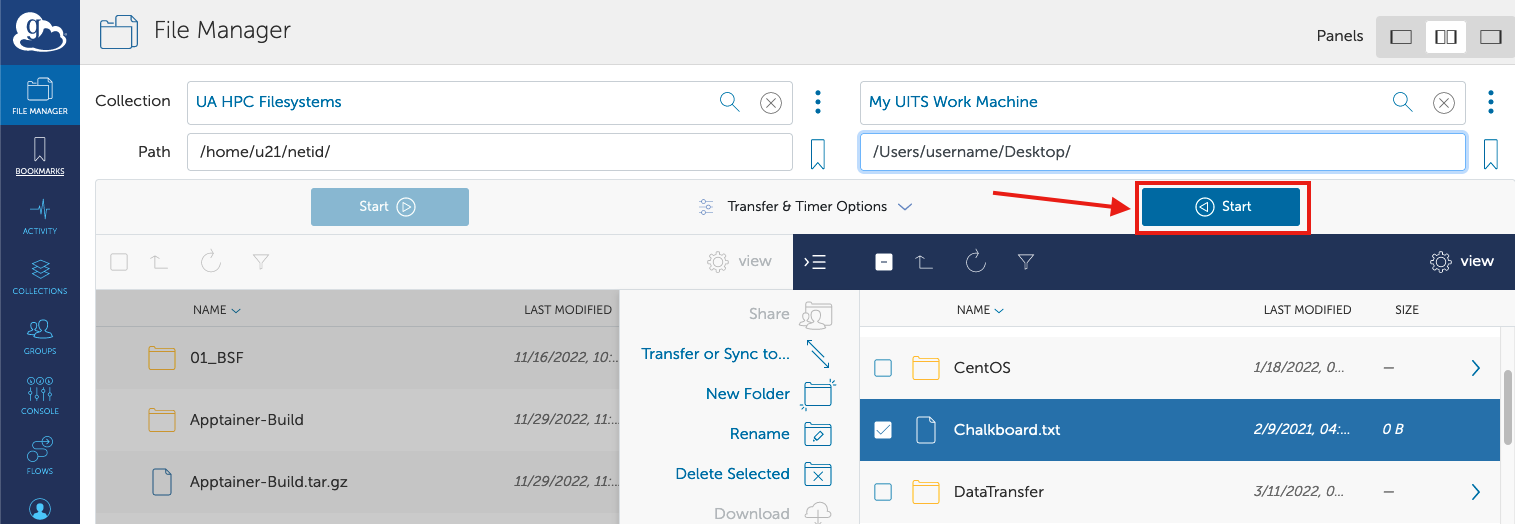 g
File Manager
Panels
FILE MANAGER
BOOKMARKS
ACTIVITY
COLLECTIONS
GROUPS
CONSOLE
FLOWS
Collection
UA HPC Filesystems
My UITS Work Machine
Path
/home/u21/netid/
/Users/username/Desktop/
Start
Transfer & Timer Options
Start
view
view
NAME
LAST MODIFIED
01_BSF
11/16/2022, 10:...
Apptainer-Build
11/29/2022, 11:...
Apptainer-Build.tar.gz
11/29/2022, 11:...
Share
Transfer or Sync to...
New Folder
Rename
Delete Selected
Download
NAME
LAST MODIFIED
SIZE
CentOS
1/18/2022, 0...
—
Chalkboard.txt
2/9/2021, 04:...
0 B
DataTransfer
3/11/2022, 0...
—